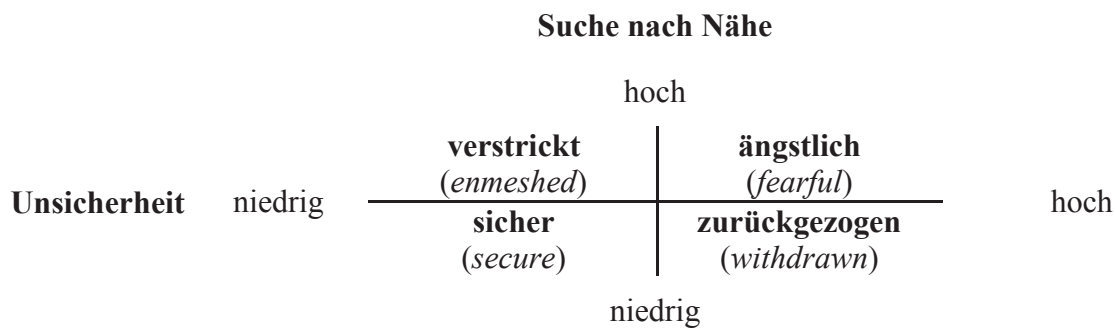 Suche nach Nähe
hoch
verstrickt ängstlich
(enmeshed) (fearful)
Unsicherheit niedrig hoch
sicher zurückgezogen
(secure) (withdrawn)
niedrig